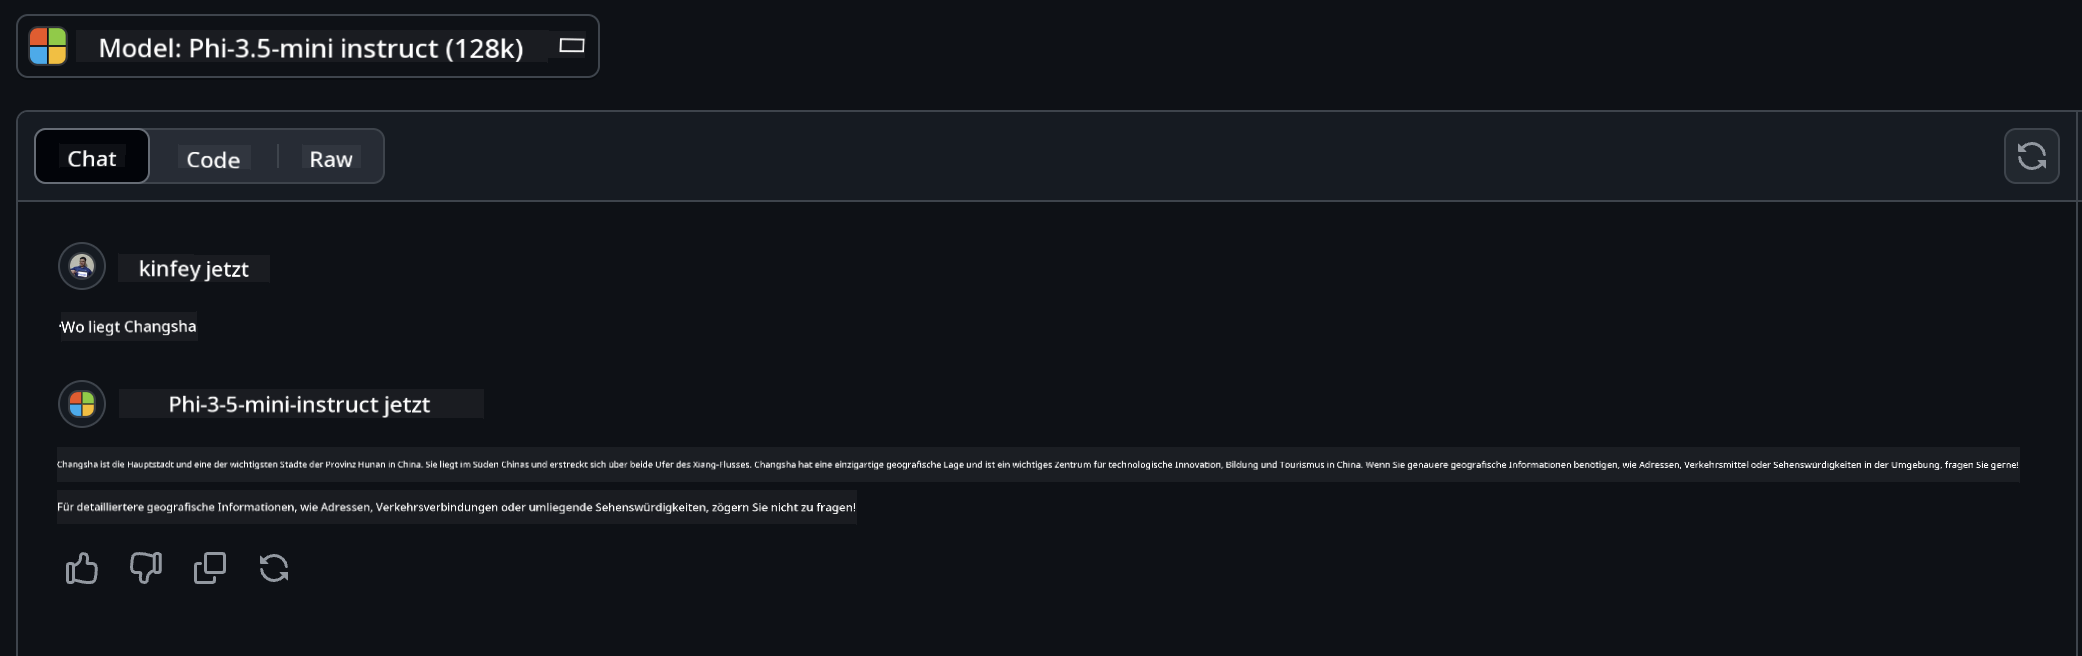 Model: Phi-3.5-mini instruct (128k)
Chat
Code
Raw
kinfey jetzt
Wo liegt Changsha
Phi-3-5-mini-instruct jetzt
Changsha ist die Hauptstadt und eine der wichtigsten Städte der Provinz Hunan in China. Sie liegt im Süden Chinas und erstreckt sich über beide Ufer des Xiang-Flusses. Changsha hat eine einzigartige geografische Lage und ist ein wichtiges Zentrum für technologische Innovation, Bildung und Tourismus in China. Wenn Sie genauere geografische Informationen benötigen, wie Adressen, Verkehrsmittel oder Sehenswürdigkeiten in der Umgebung, fragen Sie gerne!
Für detailliertere geografische Informationen, wie Adressen, Verkehrsverbindungen oder umliegende Sehenswürdigkeiten, zögern Sie nicht zu fragen!